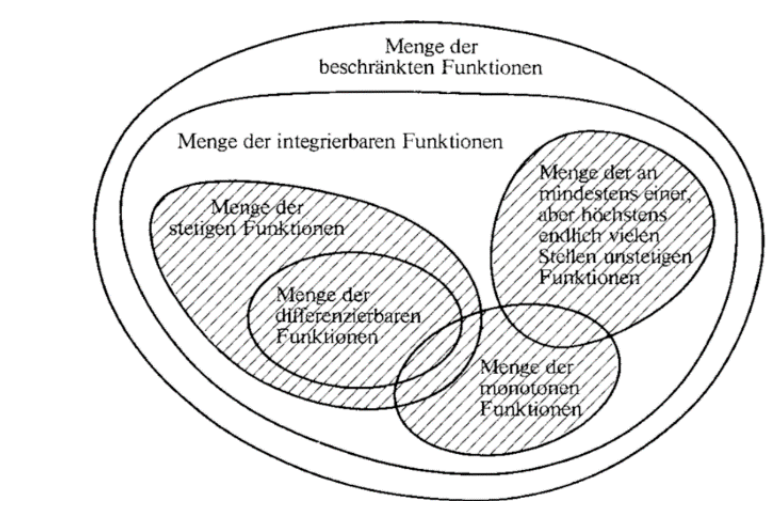 Menge der
beschränkten Funktionen
Menge der integrierbaren Funktionen
Menge der an
mindestens einer,
aber höchstens
endlich vielen
Stellen unstetigen
Funktionen
Menge der
stetigen Funktionen
Menge der
differenzierbaren
Funktionen
Menge der
monotonen
Funktionen